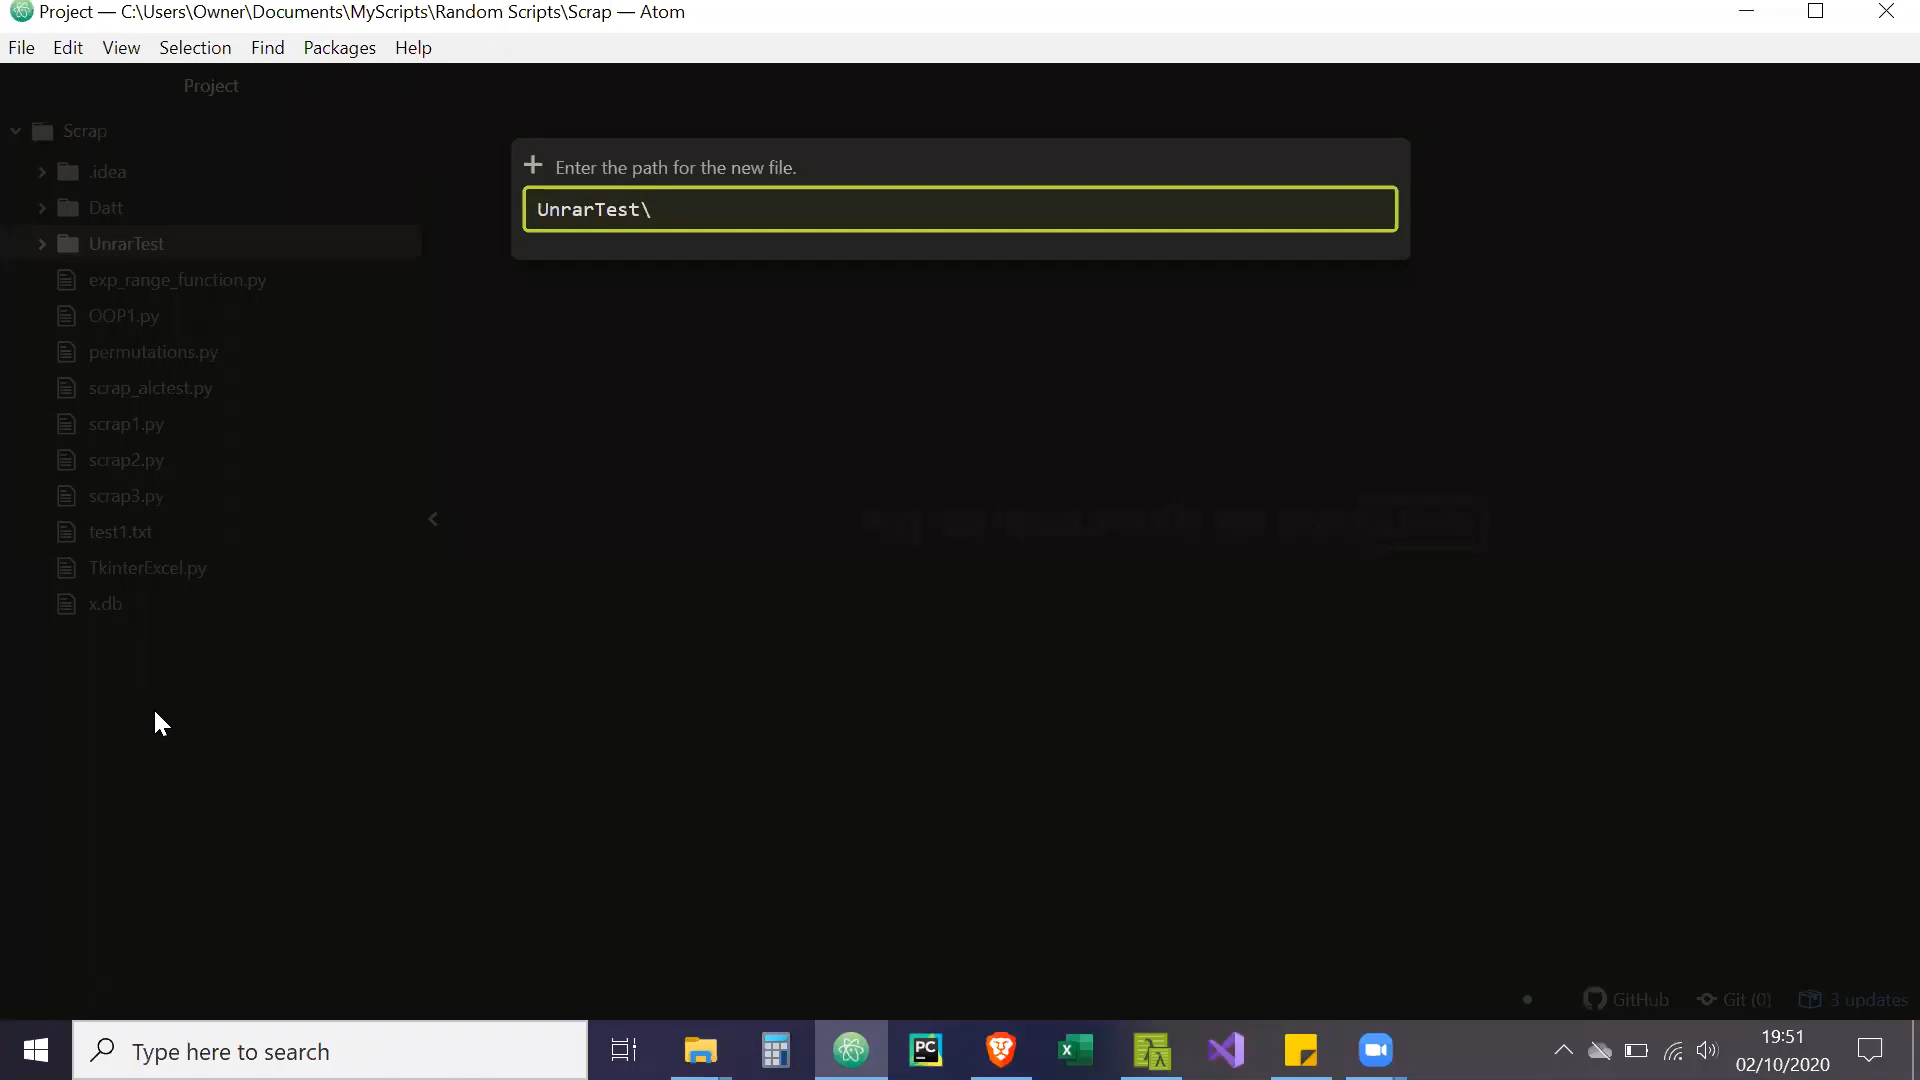 Project — C:\Users\Owner\Documents\MyScripts\Random Scripts\Scrap — Atom
File Edit View Selection Find Packages Help
Project
Scrap
.idea
Datt
UnrarTest
exp_range_function.py
OOP1.py
permutations.py
scrap_alctest.py
scrap1.py
scrap2.py
scrap3.py
test1.txt
TkinterExcel.py
x.db
Enter the path for the new file.
UnrarTest\
GitHub Git (0) 3 updates
Type here to search
PC
19:51
02/10/2020